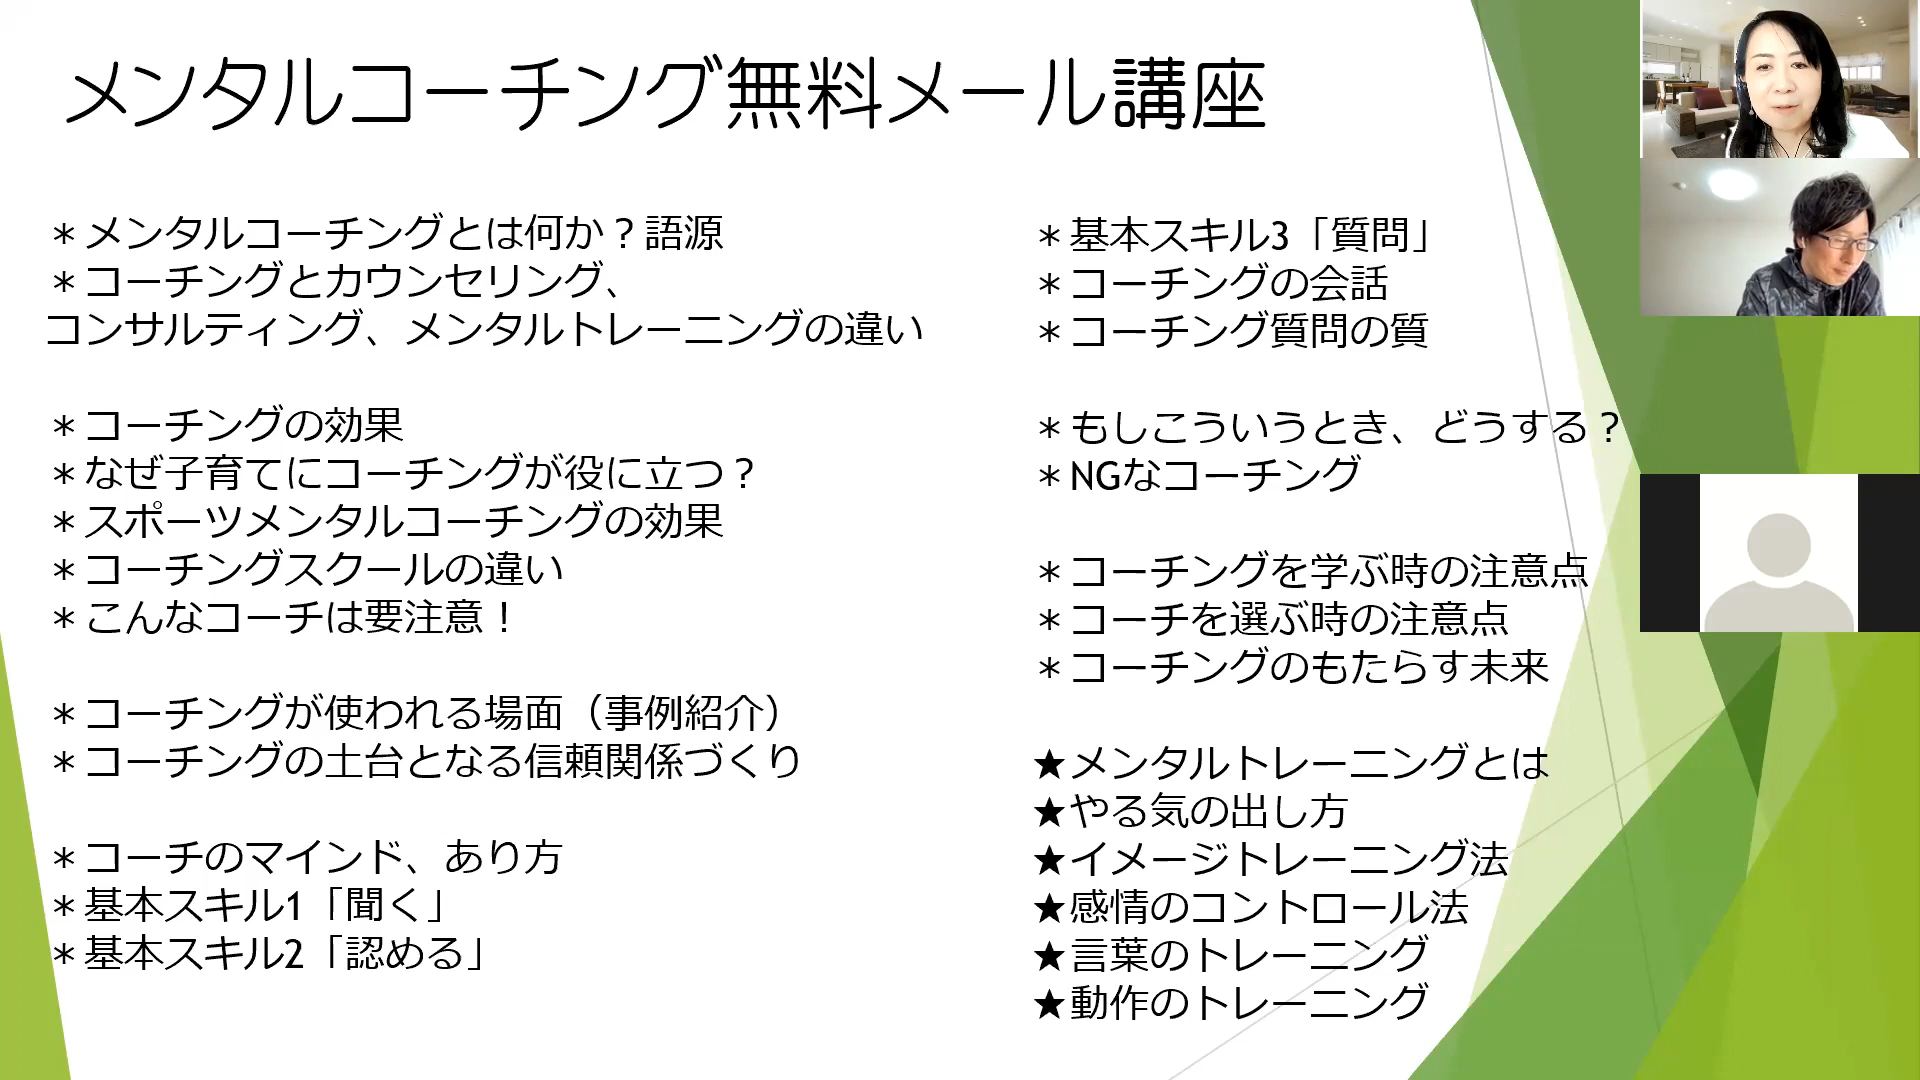 メンタルコーチング無料メール講座
＊メンタルコーチングとは何か？語源
＊コーチングとカウンセリング、
コンサルティング、メンタルトレーニングの違い
＊コーチングの効果
＊なぜ子育てにコーチングが役に立つ？
＊スポーツメンタルコーチングの効果
＊コーチングスクールの違い
＊こんなコーチは要注意！
＊コーチングが使われる場面（事例紹介）
＊コーチングの土台となる信頼関係づくり
＊コーチのマインド、あり方
＊基本スキル1「聞く」
＊基本スキル2「認める」
＊基本スキル3「質問」
＊コーチングの会話
＊コーチング質問の質
＊もしこういうとき、どうする？
＊NGなコーチング
＊コーチングを学ぶ時の注意点
＊コーチを選ぶ時の注意点
＊コーチングのもたらす未来
★メンタルトレーニングとは
★やる気の出し方
★イメージトレーニング法
★感情のコントロール法
★言葉のトレーニング
★動作のトレーニング